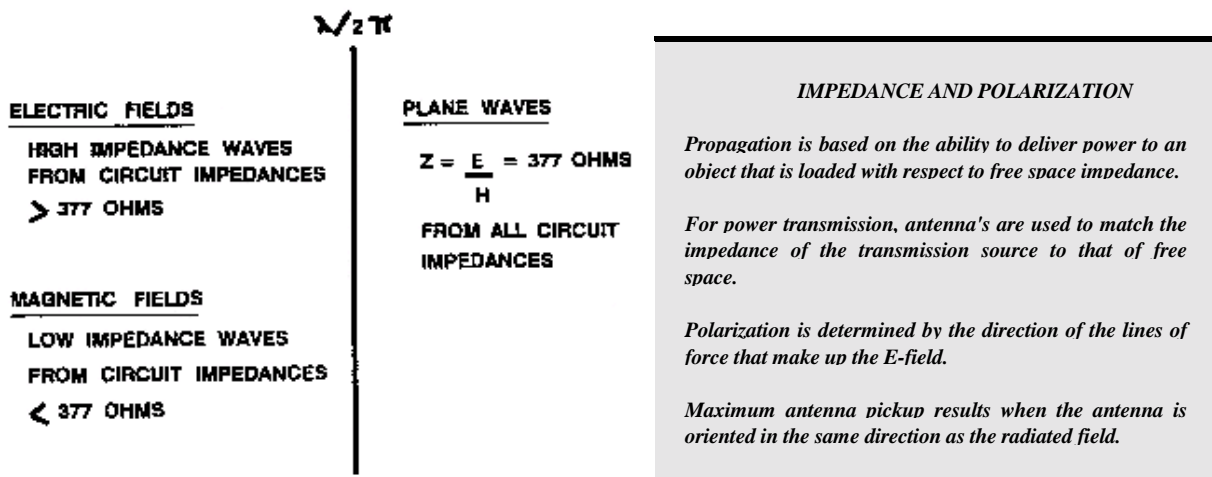 λ/2π
ELECTRIC FIELDS
HIGH IMPEDANCE WAVES
FROM CIRCUIT IMPEDANCES
> 377 OHMS
MAGNETIC FIELDS
LOW IMPEDANCE WAVES
FROM CIRCUIT IMPEDANCES
< 377 OHMS
PLANE WAVES
Z = E = 377 OHMS
H
FROM ALL CIRCUIT
IMPEDANCES
IMPEDANCE AND POLARIZATION
Propagation is based on the ability to deliver power to an
object that is loaded with respect to free space impedance.
For power transmission, antenna's are used to match the
impedance of the transmission source to that of free
space.
Polarization is determined by the direction of the lines of
force that make up the E-field.
Maximum antenna pickup results when the antenna is
oriented in the same direction as the radiated field.